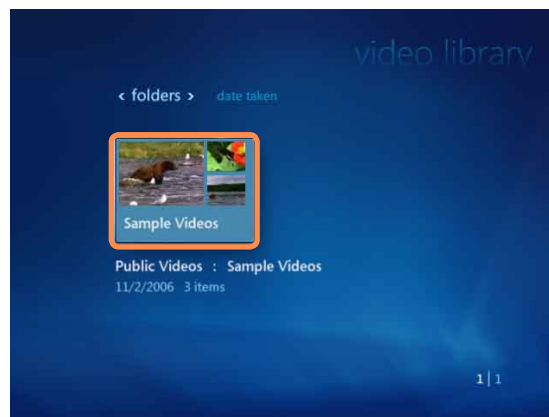 video library
< folders > date taken
Sample Videos
Public Videos : Sample Videos
11/2/2006 3 items
1 | 1